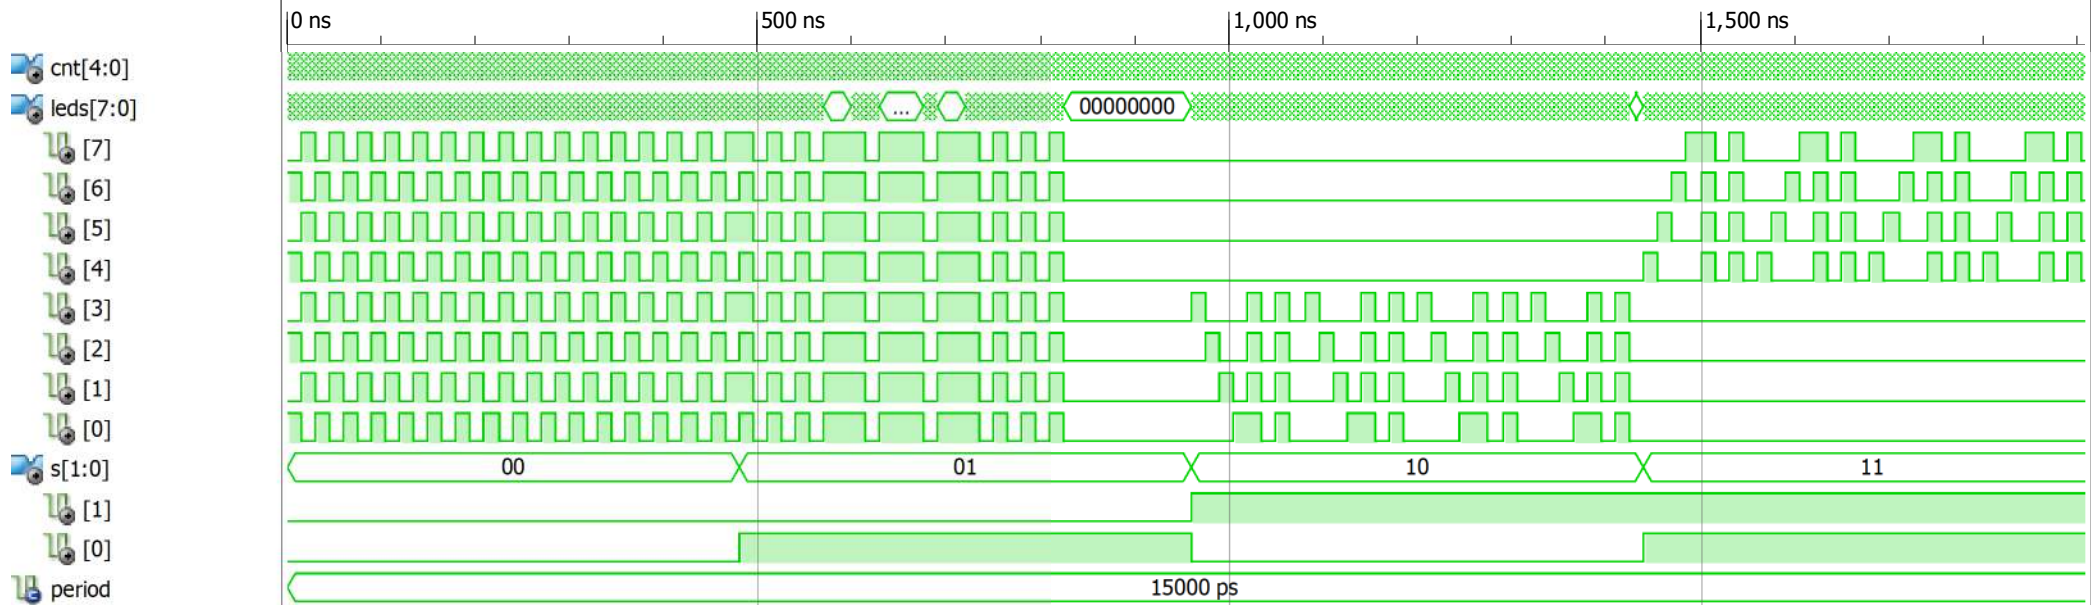 0 ns 500 ns 1,000 ns 1,500 ns
cnt[4:0]
leds[7:0] ... 00000000
[7]
[6]
[5]
[4]
[3]
[2]
[1]
[0]
s[1:0] 00 01 10 11
[1]
[0]
period 15000 ps